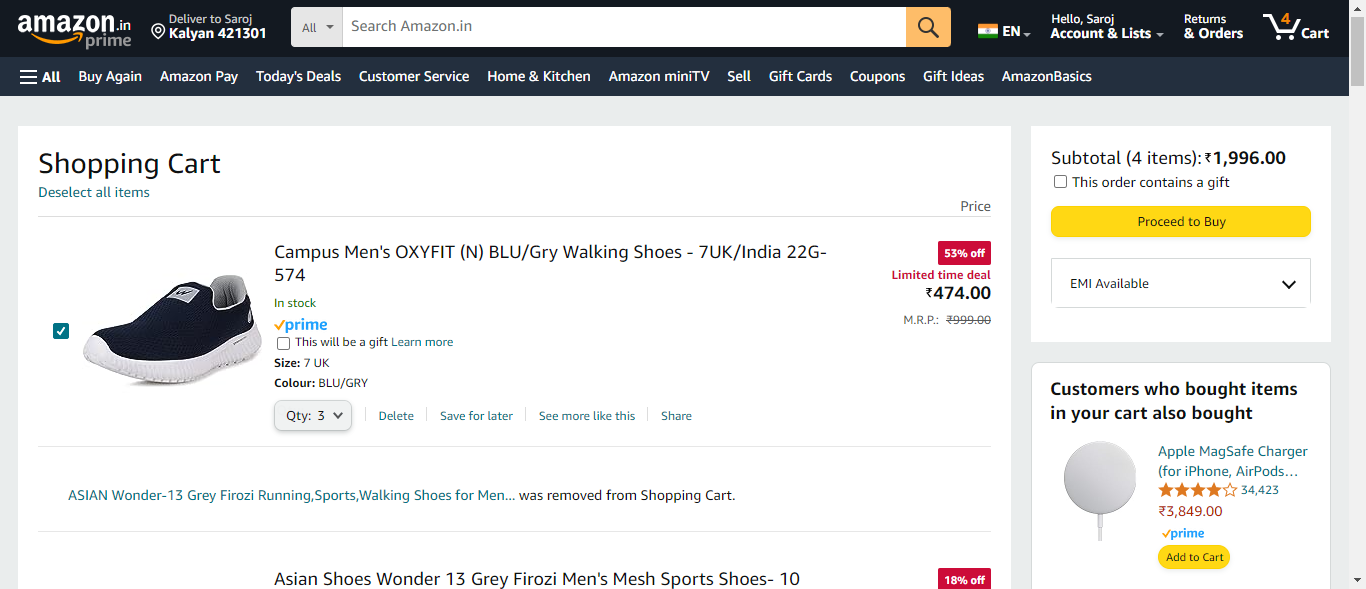 amazon.in
prime
Deliver to Saroj
Kalyan 421301
All
Search Amazon.in
EN
Hello, Saroj
Account & Lists
Returns
& Orders
4
Cart
All
Buy Again
Amazon Pay
Today's Deals
Customer Service
Home & Kitchen
Amazon miniTV
Sell
Gift Cards
Coupons
Gift Ideas
AmazonBasics
Shopping Cart
Deselect all items
Price
Campus Men's OXYFIT (N) BLU/Gry Walking Shoes - 7UK/India 22G-
574
In stock
prime
This will be a gift Learn more
Size: 7 UK
Colour: BLU/GRY
Qty: 3
Delete
Save for later
See more like this
Share
53% off
Limited time deal
₹474.00
M.R.P.: ₹999.00
ASIAN Wonder-13 Grey Firozi Running,Sports,Walking Shoes for Men... was removed from Shopping Cart.
Asian Shoes Wonder 13 Grey Firozi Men's Mesh Sports Shoes- 10
18% off
Subtotal (4 items): ₹1,996.00
This order contains a gift
Proceed to Buy
EMI Available
Customers who bought items
in your cart also bought
Apple MagSafe Charger
(for iPhone, AirPods…
34,423
₹3,849.00
prime
Add to Cart